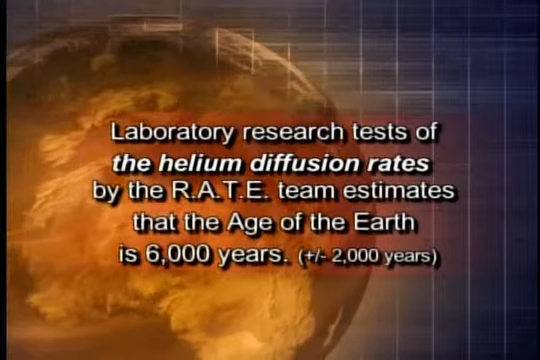 Laboratory research tests of
the helium diffusion rates
by the R.A.T.E. team estimates
that the Age of the Earth
is 6,000 years. (+/- 2,000 years)